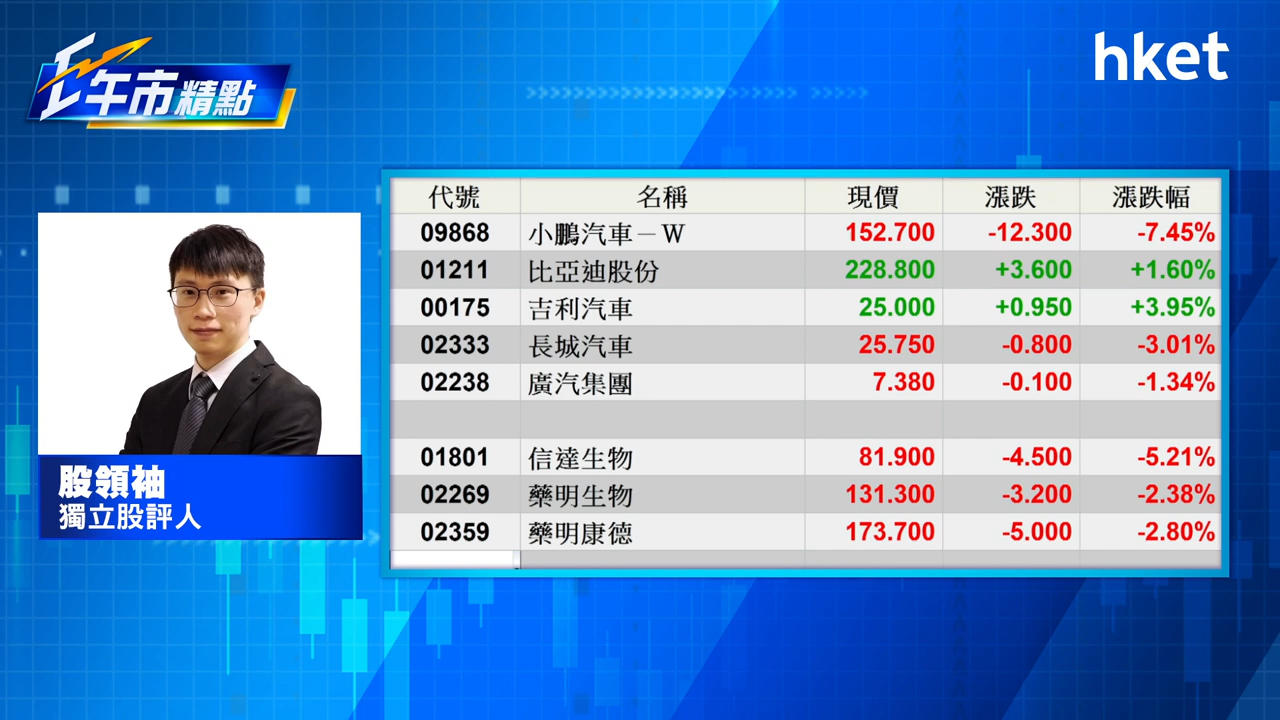 午市精點
hket
代號 名稱 現價 漲跌 漲跌幅
09868 小鵬汽車－W 152.700 -12.300 -7.45%
01211 比亞迪股份 228.800 +3.600 +1.60%
00175 吉利汽車 25.000 +0.950 +3.95%
02333 長城汽車 25.750 -0.800 -3.01%
02238 廣汽集團 7.380 -0.100 -1.34%
01801 信達生物 81.900 -4.500 -5.21%
02269 藥明生物 131.300 -3.200 -2.38%
02359 藥明康德 173.700 -5.000 -2.80%
股領袖
獨立股評人